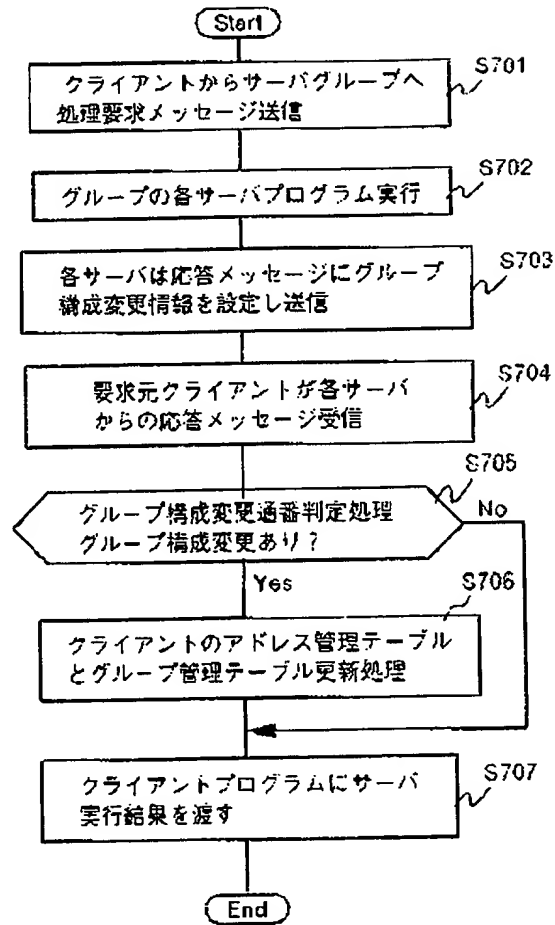 Start
クライアントからサーバグループへ
処理要求メッセージ送信
S701
グループの各サーバプログラム実行
S702
各サーバは応答メッセージにグループ
構成変更情報を設定し送信
S703
要求元クライアントが各サーバ
からの応答メッセージ受信
S704
グループ構成変更通番判定処理
グループ構成変更あり?
S705
No
Yes
クライアントのアドレス管理テーブル
とグループ管理テーブル更新処理
S706
クライアントプログラムにサーバ
実行結果を渡す
S707
End